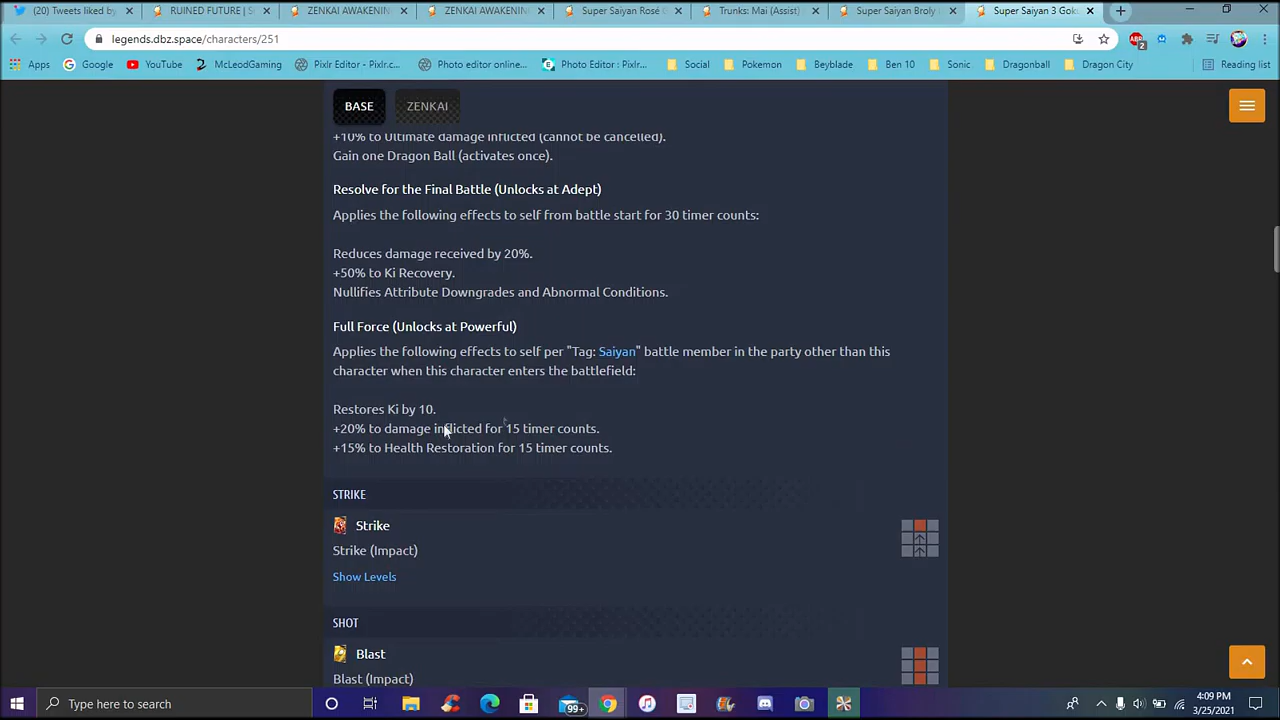 (20) Tweets liked by
RUINED FUTURE | S
ZENKAI AWAKENIN
ZENKAI AWAKENIN
Super Saiyan Rosé
Trunks: Mai (Assist)
Super Saiyan Broly
Super Saiyan 3 Gok
legends.dbz.space/characters/251
2
Apps
Google
YouTube
McLeodGaming
Pixlr Editor - Pixlr.c...
Photo editor online...
Photo Editor : Pixlr...
Social
Pokemon
Beyblade
Ben 10
Sonic
Dragonball
Dragon City
Reading list
BASE
ZENKAI
+10% to Ultimate damage inflicted (cannot be cancelled).
Gain one Dragon Ball (activates once).
Resolve for the Final Battle (Unlocks at Adept)
Applies the following effects to self from battle start for 30 timer counts:
Reduces damage received by 20%.
+50% to Ki Recovery.
Nullifies Attribute Downgrades and Abnormal Conditions.
Full Force (Unlocks at Powerful)
Applies the following effects to self per "Tag: Saiyan" battle member in the party other than this
character when this character enters the battlefield:
Restores Ki by 10.
+20% to damage inflicted for 15 timer counts.
+15% to Health Restoration for 15 timer counts.
STRIKE
Strike
Strike (Impact)
Show Levels
SHOT
Blast
Blast (Impact)
Type here to search
99+
4:09 PM
3/25/2021